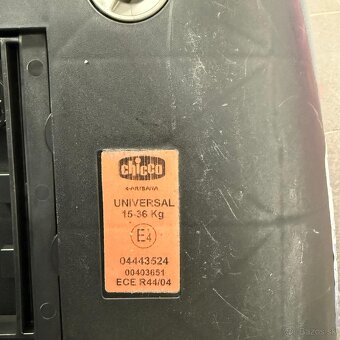 chicco
®ARTSANA
UNIVERSAL
15-36 Kg
E4
04443524
00403651
ECE R44/04